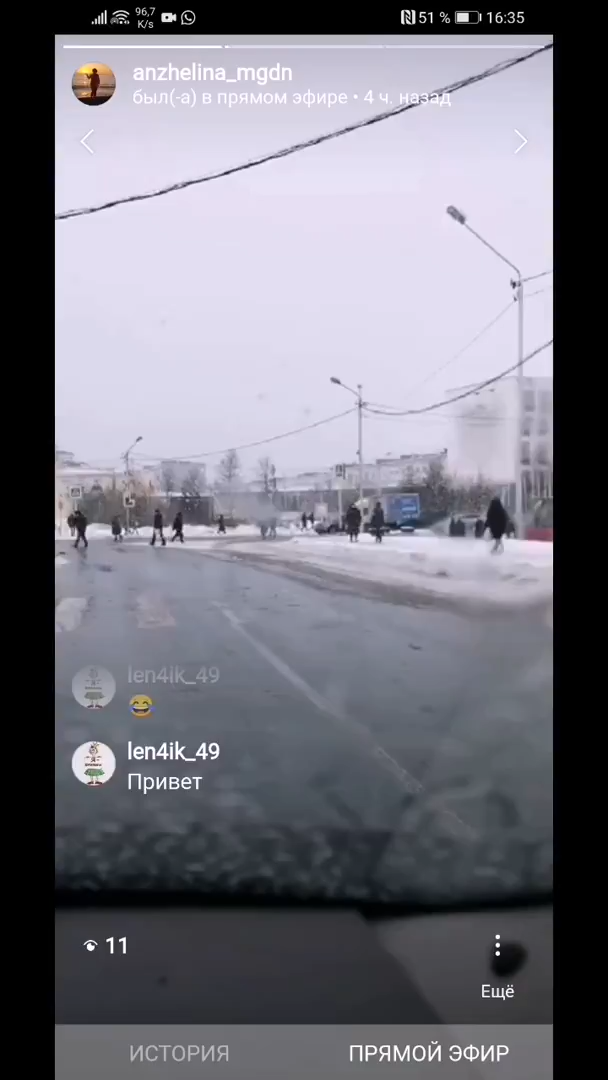 96,7
K/s
51 %
16:35
anzhelina_mgdn
был(-а) в прямом эфире • 4 ч. назад
len4ik_49
😂
len4ik_49
Привет
11
Ещё
ИСТОРИЯ
ПРЯМОЙ ЭФИР